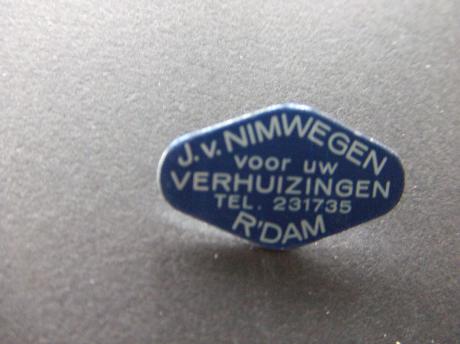 J.v. NIMWEGEN
voor uw
VERHUIZINGEN
TEL. 231735
R'DAM